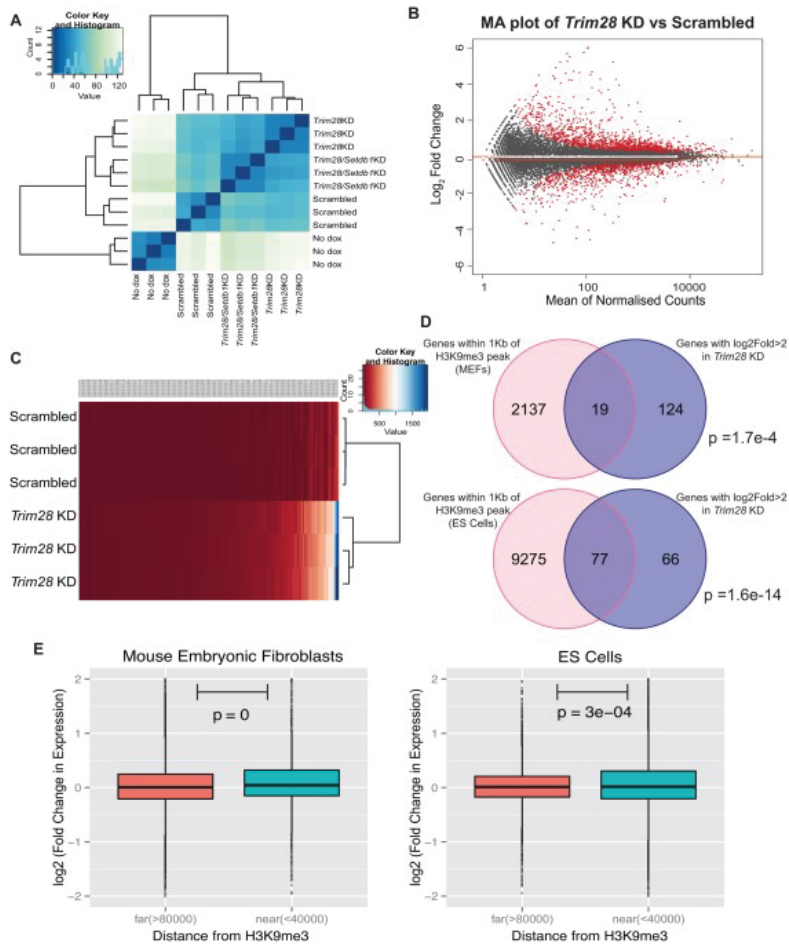 A
Color Key
and Histogram
Count
0 4 8 12
0 40 80 120
Value
Trim28KD
Trim28KD
Trim28KD
Trim28/Setdb1KD
Trim28/Setdb1KD
Trim28/Setdb1KD
Scrambled
Scrambled
Scrambled
No dox
No dox
No dox
No dox
No dox
No dox
Scrambled
Scrambled
Scrambled
Trim28/Setdb1KD
Trim28/Setdb1KD
Trim28/Setdb1KD
Trim28KD
Trim28KD
Trim28KD
B
MA plot of Trim28 KD vs Scrambled
Log2 Fold Change
6
4
2
0
-2
-4
-6
1 100 10000
Mean of Normalised Counts
C
Color Key
and Histogram
Count
0 10 20
500 1500
Value
Scrambled
Scrambled
Scrambled
Trim28 KD
Trim28 KD
Trim28 KD
D
Genes within 1Kb of
H3K9me3 peak
(MEFs)
Genes with log2Fold>2
in Trim28 KD
2137 19 124
p =1.7e-4
Genes within 1Kb of
H3K9me3 peak
(ES Cells)
Genes with log2Fold>2
in Trim28 KD
9275 77 66
p =1.6e-14
E
Mouse Embryonic Fibroblasts
log2 (Fold Change in Expression)
2
1
0
−1
−2
p = 0
far(>80000) near(<40000)
Distance from H3K9me3
ES Cells
log2 (Fold Change in Expression)
2
1
0
−1
−2
p = 3e−04
far(>80000) near(<40000)
Distance from H3K9me3